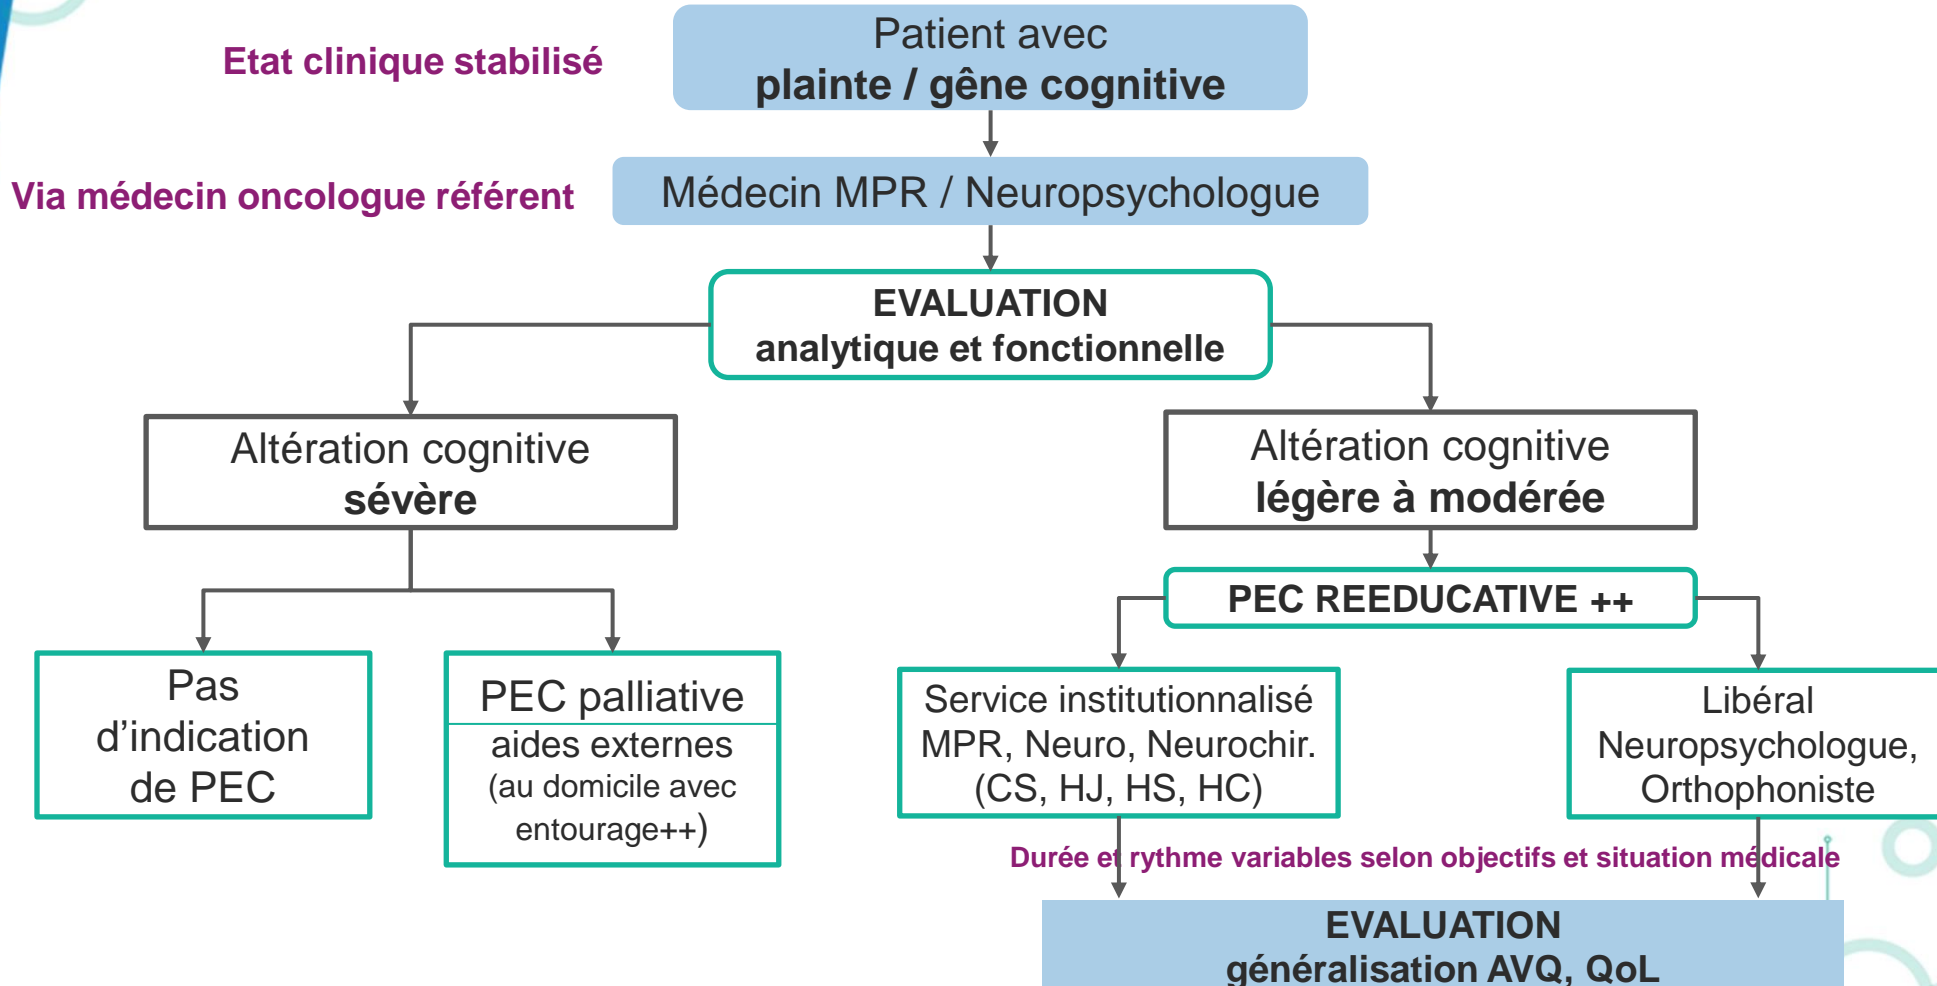 Etat clinique stabilisé
Patient avec
plainte / gêne cognitive
Via médecin oncologue référent
Médecin MPR / Neuropsychologue
EVALUATION
analytique et fonctionnelle
Altération cognitive
sévère
Altération cognitive
légère à modérée
PEC REEDUCATIVE ++
Pas
d’indication
de PEC
PEC palliative
aides externes
(au domicile avec
entourage++)
Service institutionnalisé
MPR, Neuro, Neurochir.
(CS, HJ, HS, HC)
Libéral
Neuropsychologue,
Orthophoniste
Durée et rythme variables selon objectifs et situation médicale
EVALUATION
généralisation AVQ, QoL